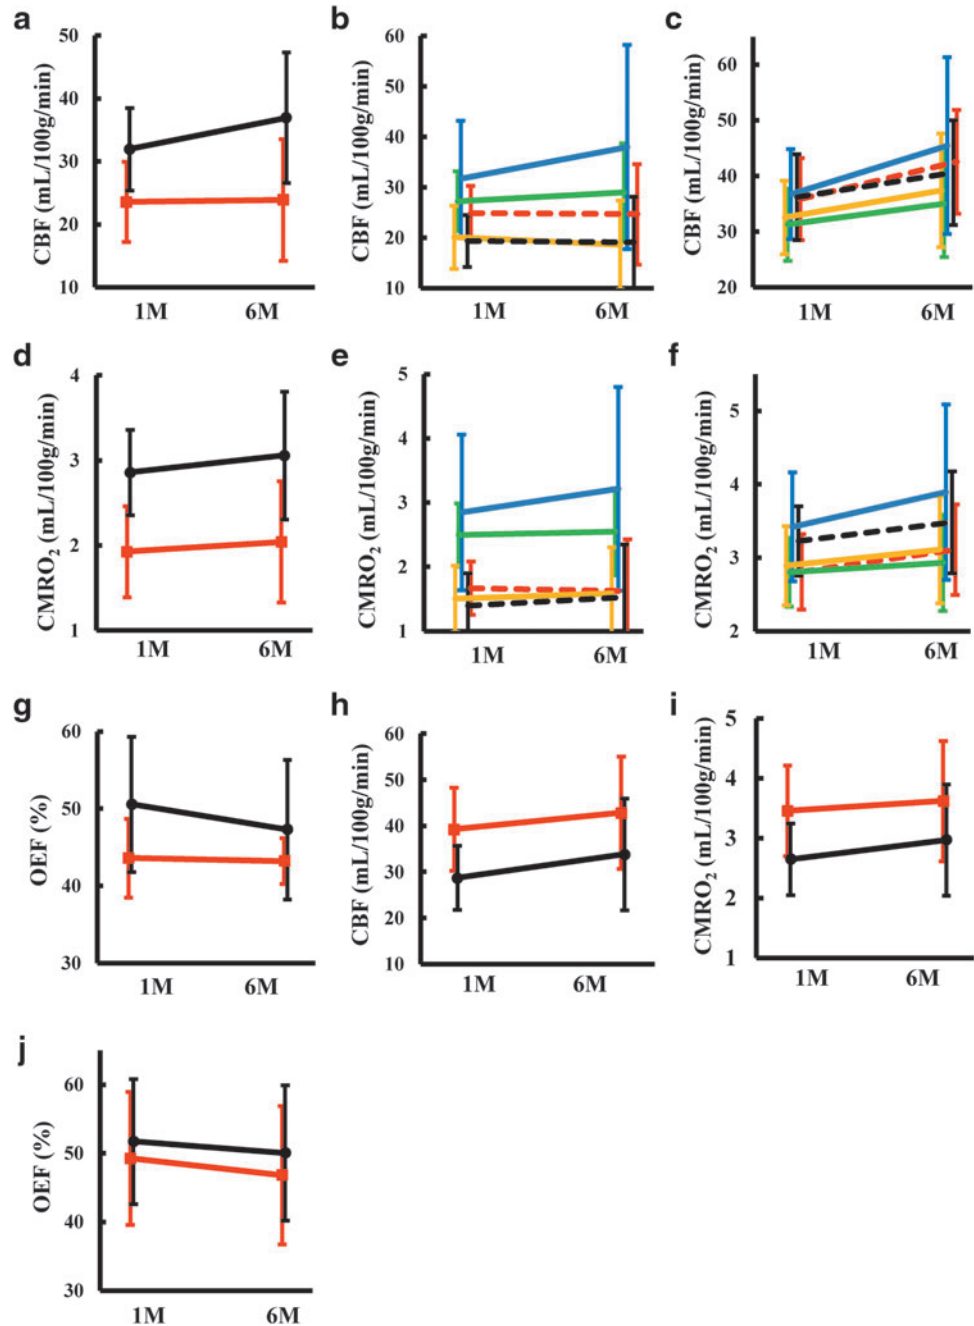 a
CBF (mL/100g/min)
50
40
30
20
10
1M 6M
b
CBF (mL/100g/min)
60
50
40
30
20
10
1M 6M
c
CBF (mL/100g/min)
60
50
40
30
20
1M 6M
d
CMRO₂ (mL/100g/min)
4
3
2
1
1M 6M
e
CMRO₂ (mL/100g/min)
5
4
3
2
1
1M 6M
f
CMRO₂ (mL/100g/min)
5
4
3
2
1M 6M
g
OEF (%)
60
50
40
30
1M 6M
h
CBF (mL/100g/min)
60
50
40
30
20
10
1M 6M
i
CMRO₂ (mL/100g/min)
5
4
3
2
1
1M 6M
j
OEF (%)
60
50
40
30
1M 6M